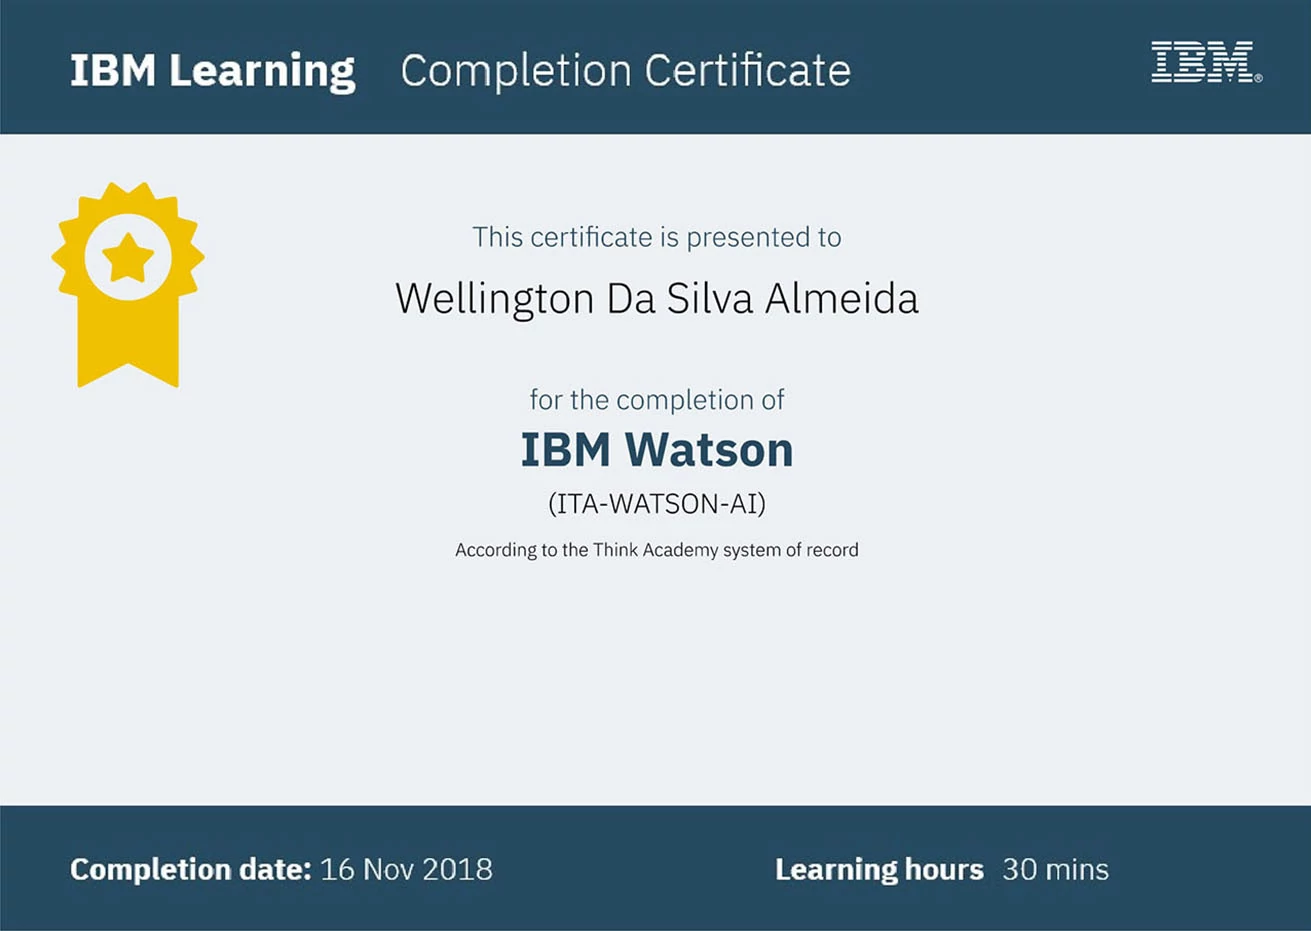 IBM Learning Completion Certificate
IBM®
This certificate is presented to
Wellington Da Silva Almeida
for the completion of
IBM Watson
(ITA-WATSON-AI)
According to the Think Academy system of record
Completion date: 16 Nov 2018
Learning hours 30 mins